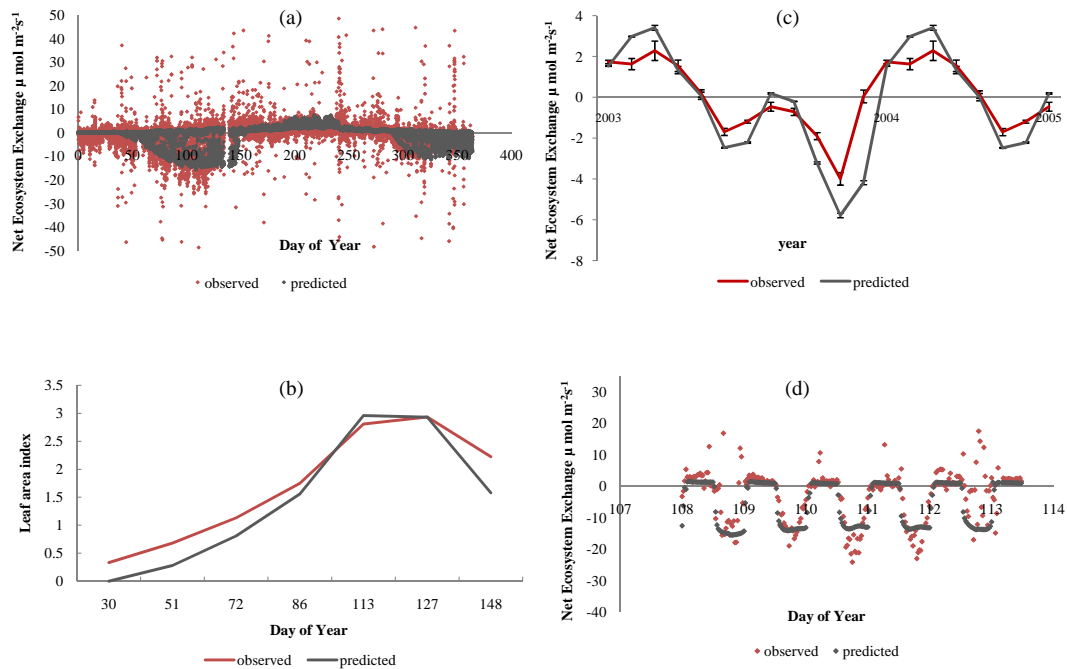 (a)
Net Ecosystem Exchange µ mol m-2s-1
50
40
30
20
10
0
-10
-20
-30
-40
-50
0 50 100 150 200 250 300 350 400
Day of Year
observed predicted
(c)
Net Ecosystem Exchange µ mol m-2s-1
4
2
0
-2
-4
-6
-8
2003 2004 2005
year
observed predicted
(b)
Leaf area index
3.5
3
2.5
2
1.5
1
0.5
0
30 51 72 86 113 127 148
Day of Year
observed predicted
(d)
Net Ecosystem Exchange µ mol m-2s-1
30
20
10
0
-10
-20
-30
-40
107 108 109 110 111 112 113 114
Day of Year
observed predicted